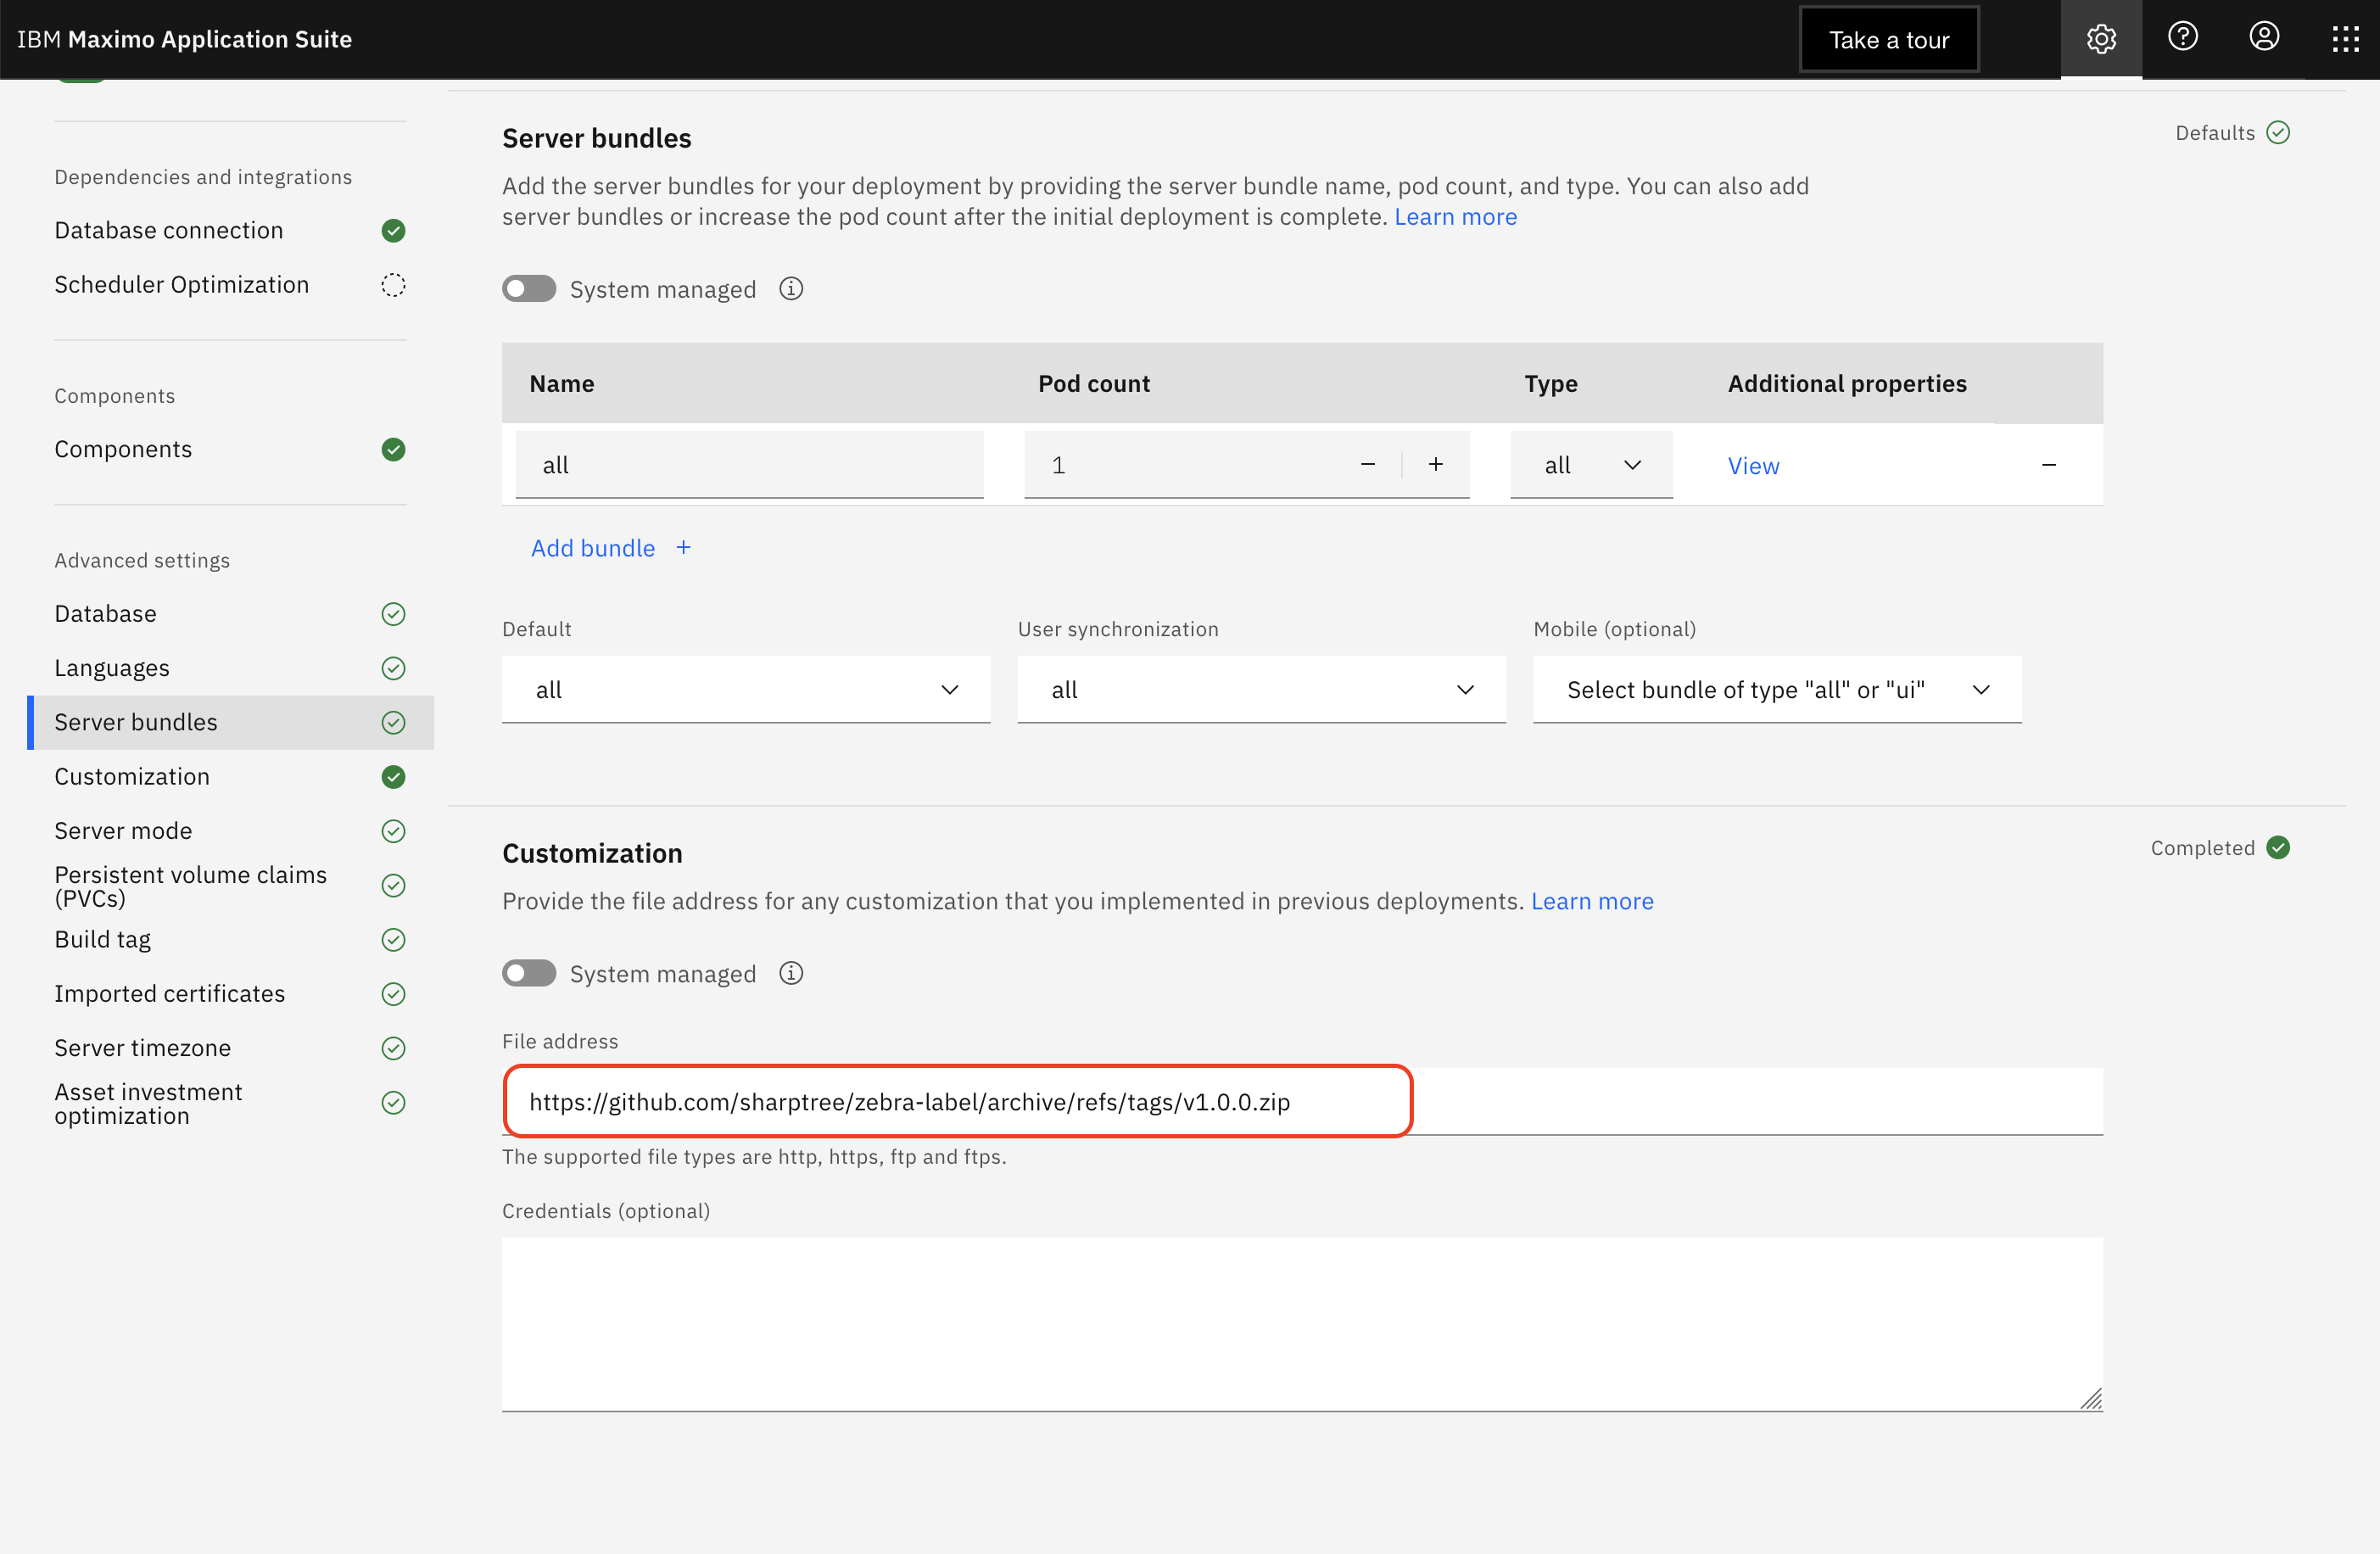 IBM Maximo Application Suite
Take a tour
Dependencies and integrations
Database connection
Scheduler Optimization
Components
Components
Advanced settings
Database
Languages
Server bundles
Customization
Server mode
Persistent volume claims
(PVCs)
Build tag
Imported certificates
Server timezone
Asset investment
optimization
Server bundles
Defaults
Add the server bundles for your deployment by providing the server bundle name, pod count, and type. You can also add
server bundles or increase the pod count after the initial deployment is complete. Learn more
System managed
Name Pod count Type Additional properties
all 1 all View
Add bundle +
Default User synchronization Mobile (optional)
all all Select bundle of type "all" or "ui"
Customization
Completed
Provide the file address for any customization that you implemented in previous deployments. Learn more
System managed
File address
https://github.com/sharptree/zebra-label/archive/refs/tags/v1.0.0.zip
The supported file types are http, https, ftp and ftps.
Credentials (optional)